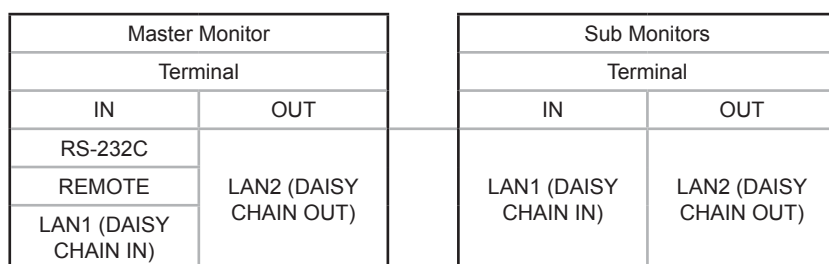 Master Monitor
Terminal
IN
OUT
RS-232C
REMOTE
LAN1 (DAISY
CHAIN IN)
LAN2 (DAISY
CHAIN OUT)
Sub Monitors
Terminal
IN
OUT
LAN1 (DAISY
CHAIN IN)
LAN2 (DAISY
CHAIN OUT)